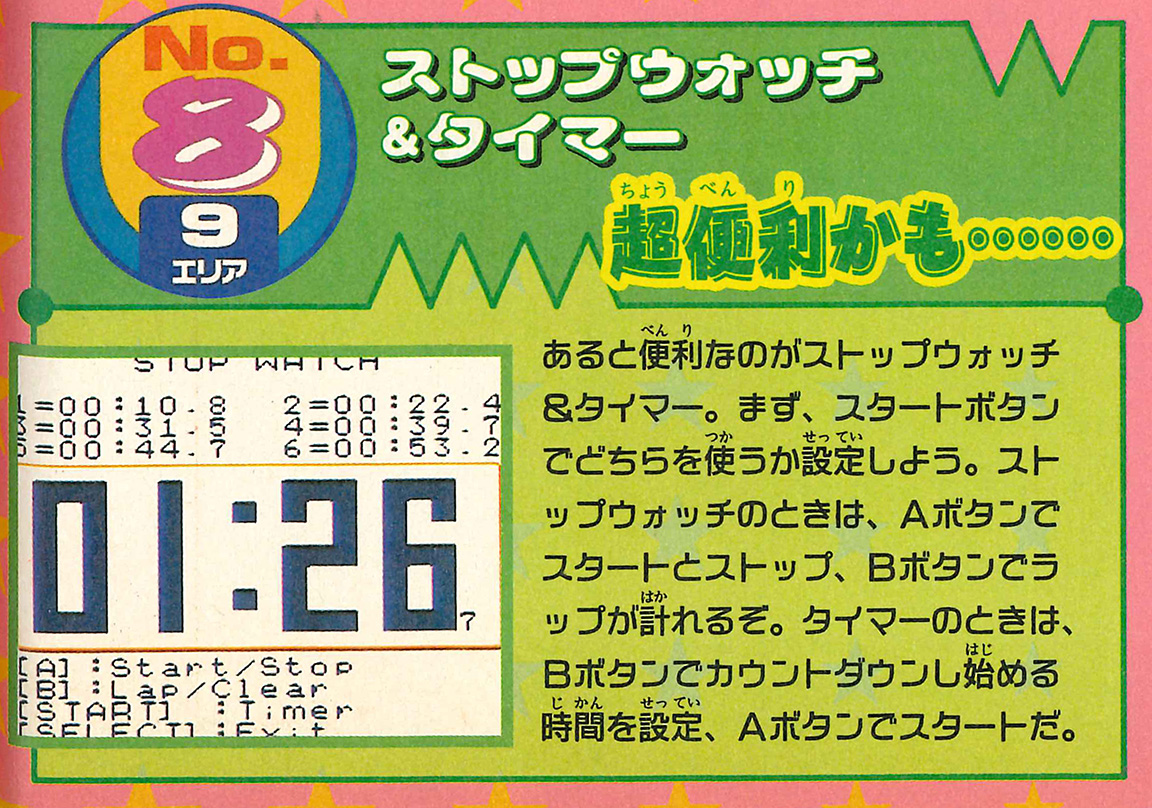 No.
8
9
エリア
ストップウォッチ
&タイマー
ちょう べん り
超便利かも……
STOP WATCH
1=00:10.8 2=00:22.4
3=00:31.5 4=00:39.7
5=00:44.7 6=00:53.2
01:26
7
[A] :Start/Stop
[B] :Lap/Clear
[START] :Timer
[SELECT] :Exit
べん り
あると便利なのがストップウォッチ
&タイマー。まず、スタートボタン
つか せってい
でどちらを使うか設定しよう。スト
ップウォッチのときは、Aボタンで
スタートとストップ、Bボタンでラ
はか
ップが計れるぞ。タイマーのときは、
はじ
Bボタンでカウントダウンし始める
じ かん せってい
時間を設定、Aボタンでスタートだ。